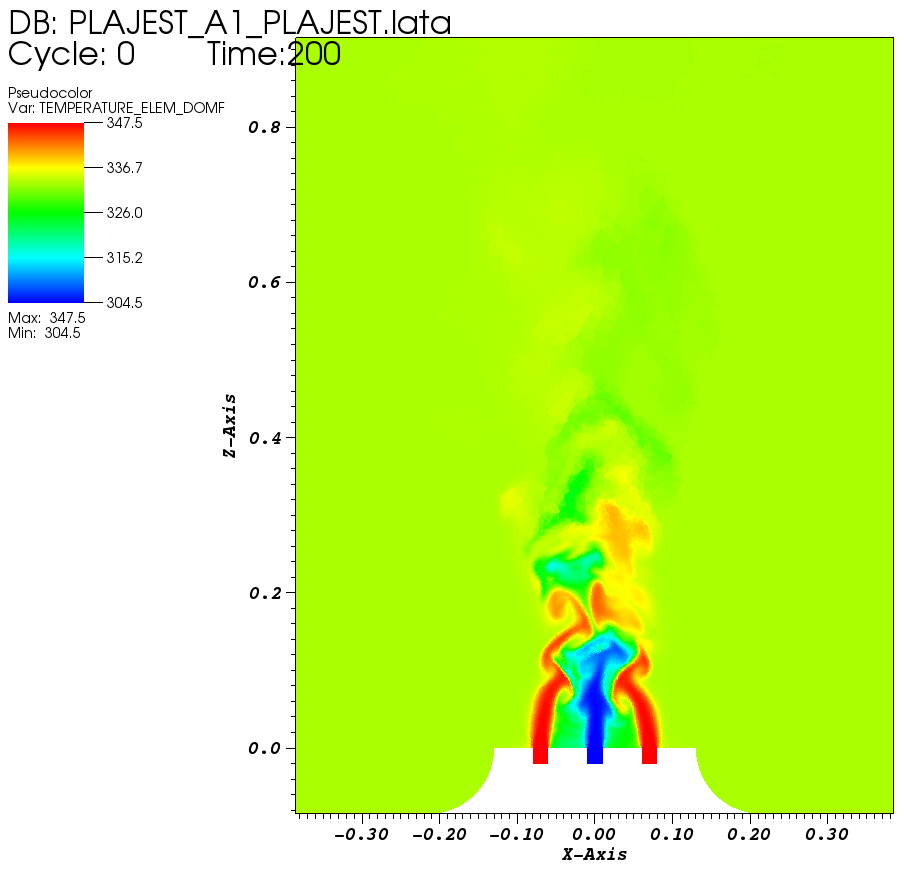 DB: PLAJEST_A1_PLAJEST.lata
Cycle: 0 Time:200
Pseudocolor
Var: TEMPERATURE_ELEM_DOMF
347.5
336.7
326.0
315.2
304.5
Max: 347.5
Min: 304.5
0.8
0.6
0.4
0.2
0.0
Z-Axis
-0.30 -0.20 -0.10 0.00 0.10 0.20 0.30
X-Axis